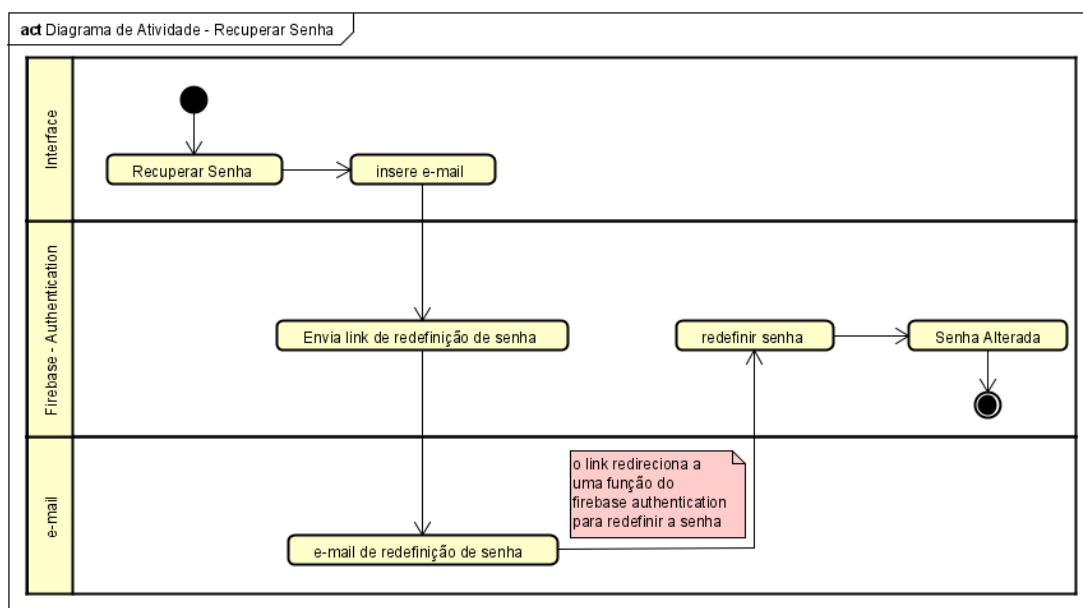 act Diagrama de Atividade - Recuperar Senha
Interface
Recuperar Senha
insere e-mail
Firebase - Authentication
Envia link de redefinição de senha
redefinir senha
Senha Alterada
e-mail
o link redireciona a
uma função do
firebase authentication
para redefinir a senha
e-mail de redefinição de senha